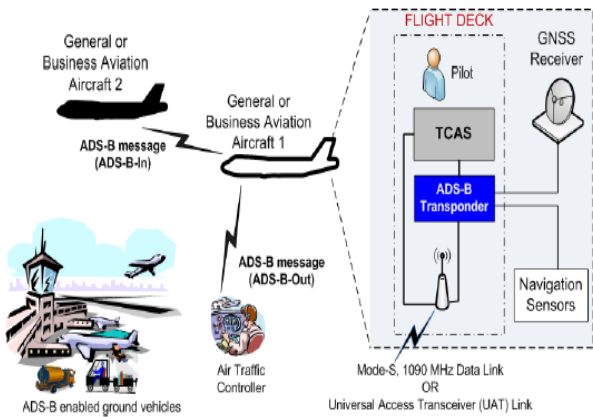 FLIGHT DECK
General or
Business Aviation
Aircraft 2
GNSS
Receiver
Pilot
General or
Business Aviation
Aircraft 1
TCAS
ADS-B message
(ADS-B-In)
ADS-B
Transponder
ADS-B message
(ADS-B-Out)
Navigation
Sensors
Air Traffic
Controller
Mode-S, 1090 MHz Data Link
OR
Universal Access Transceiver (UAT) Link
ADS-B enabled ground vehicles